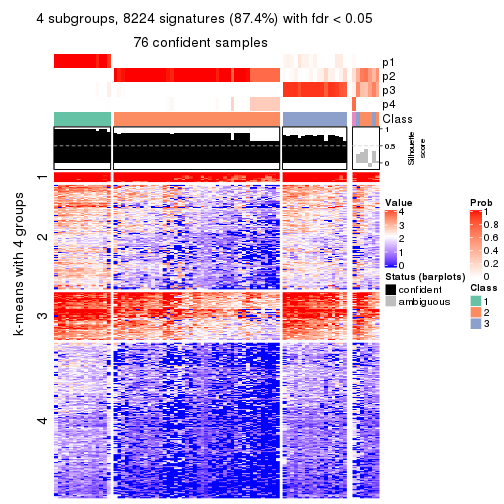 4 subgroups, 8224 signatures (87.4%) with fdr < 0.05
76 confident samples
p1
p2
p3
p4
Class
1
0.5
0
Silhouette
score
k-means with 4 groups
1
2
3
4
Value
4
3
2
1
0
Status (barplots)
confident
ambiguous
Prob
1
0.8
0.6
0.4
0.2
0
Class
1
2
3